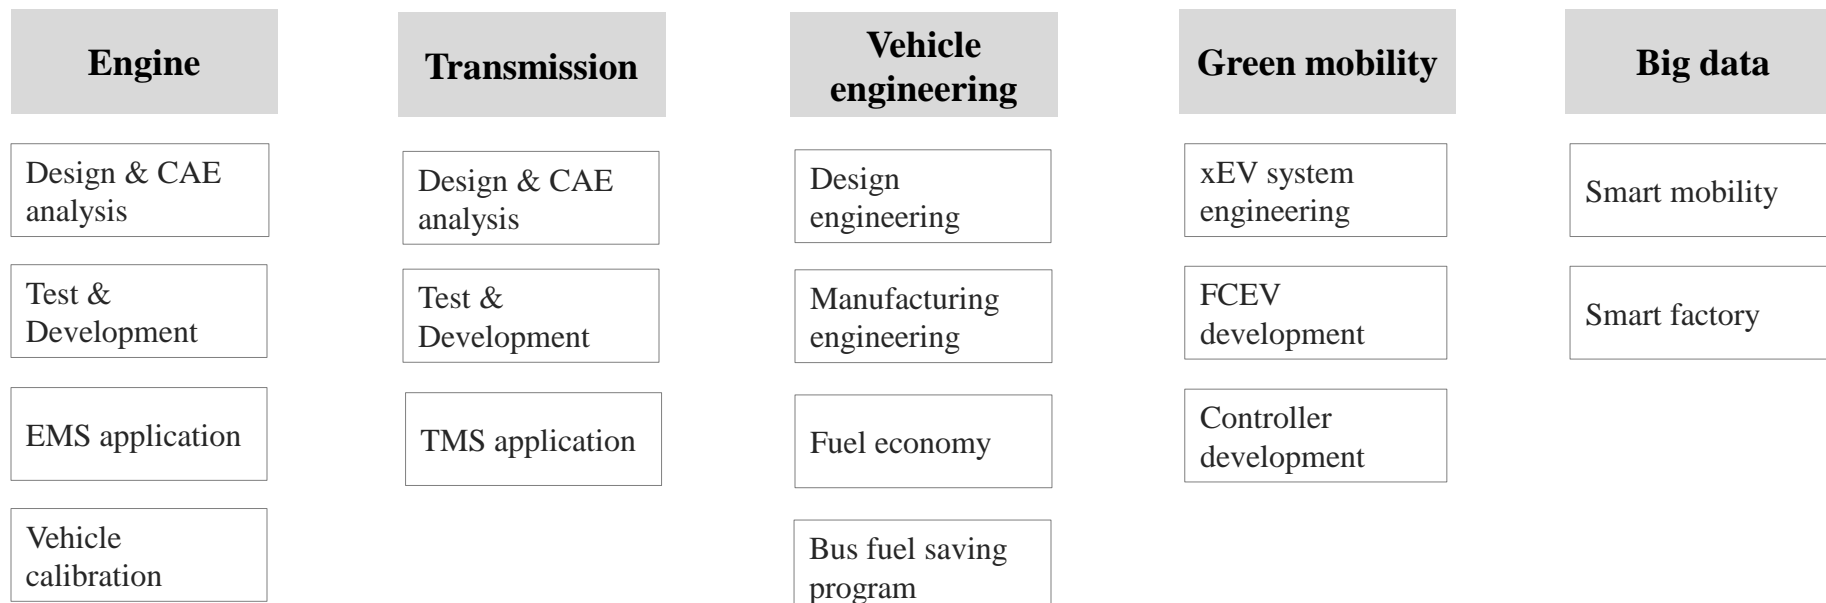 Engine
Design & CAE
analysis
Test &
Development
EMS application
Vehicle
calibration
Transmission
Design & CAE
analysis
Test &
Development
TMS application
Vehicle
engineering
Design
engineering
Manufacturing
engineering
Fuel economy
Bus fuel saving
program
Green mobility
xEV system
engineering
FCEV
development
Controller
development
Big data
Smart mobility
Smart factory